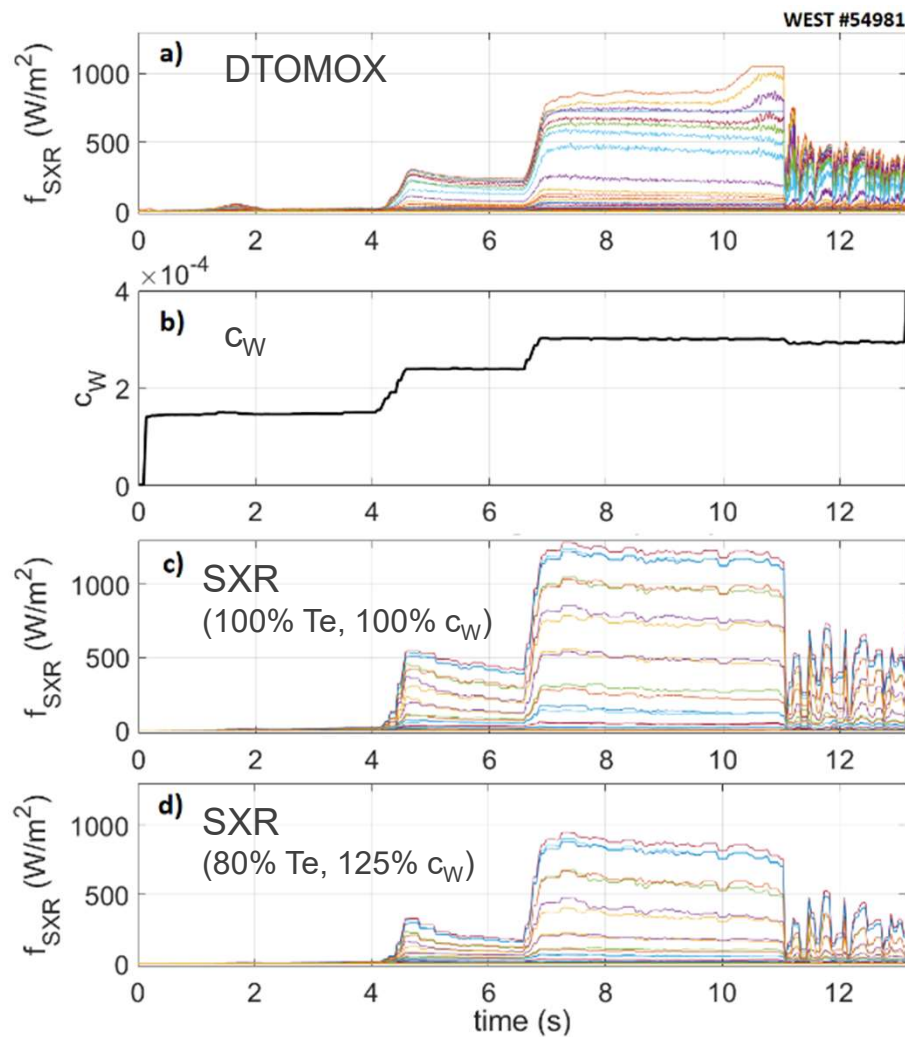 WEST #54981
a) DTOMOX
f_SXR (W/m²)
1000
500
0
0 2 4 6 8 10 12
×10⁻⁴
b) c_W
c_W
4
2
0
0 2 4 6 8 10 12
c) SXR
(100% Te, 100% c_W)
f_SXR (W/m²)
1000
500
0
0 2 4 6 8 10 12
d) SXR
(80% Te, 125% c_W)
f_SXR (W/m²)
1000
500
0
0 2 4 6 8 10 12
time (s)